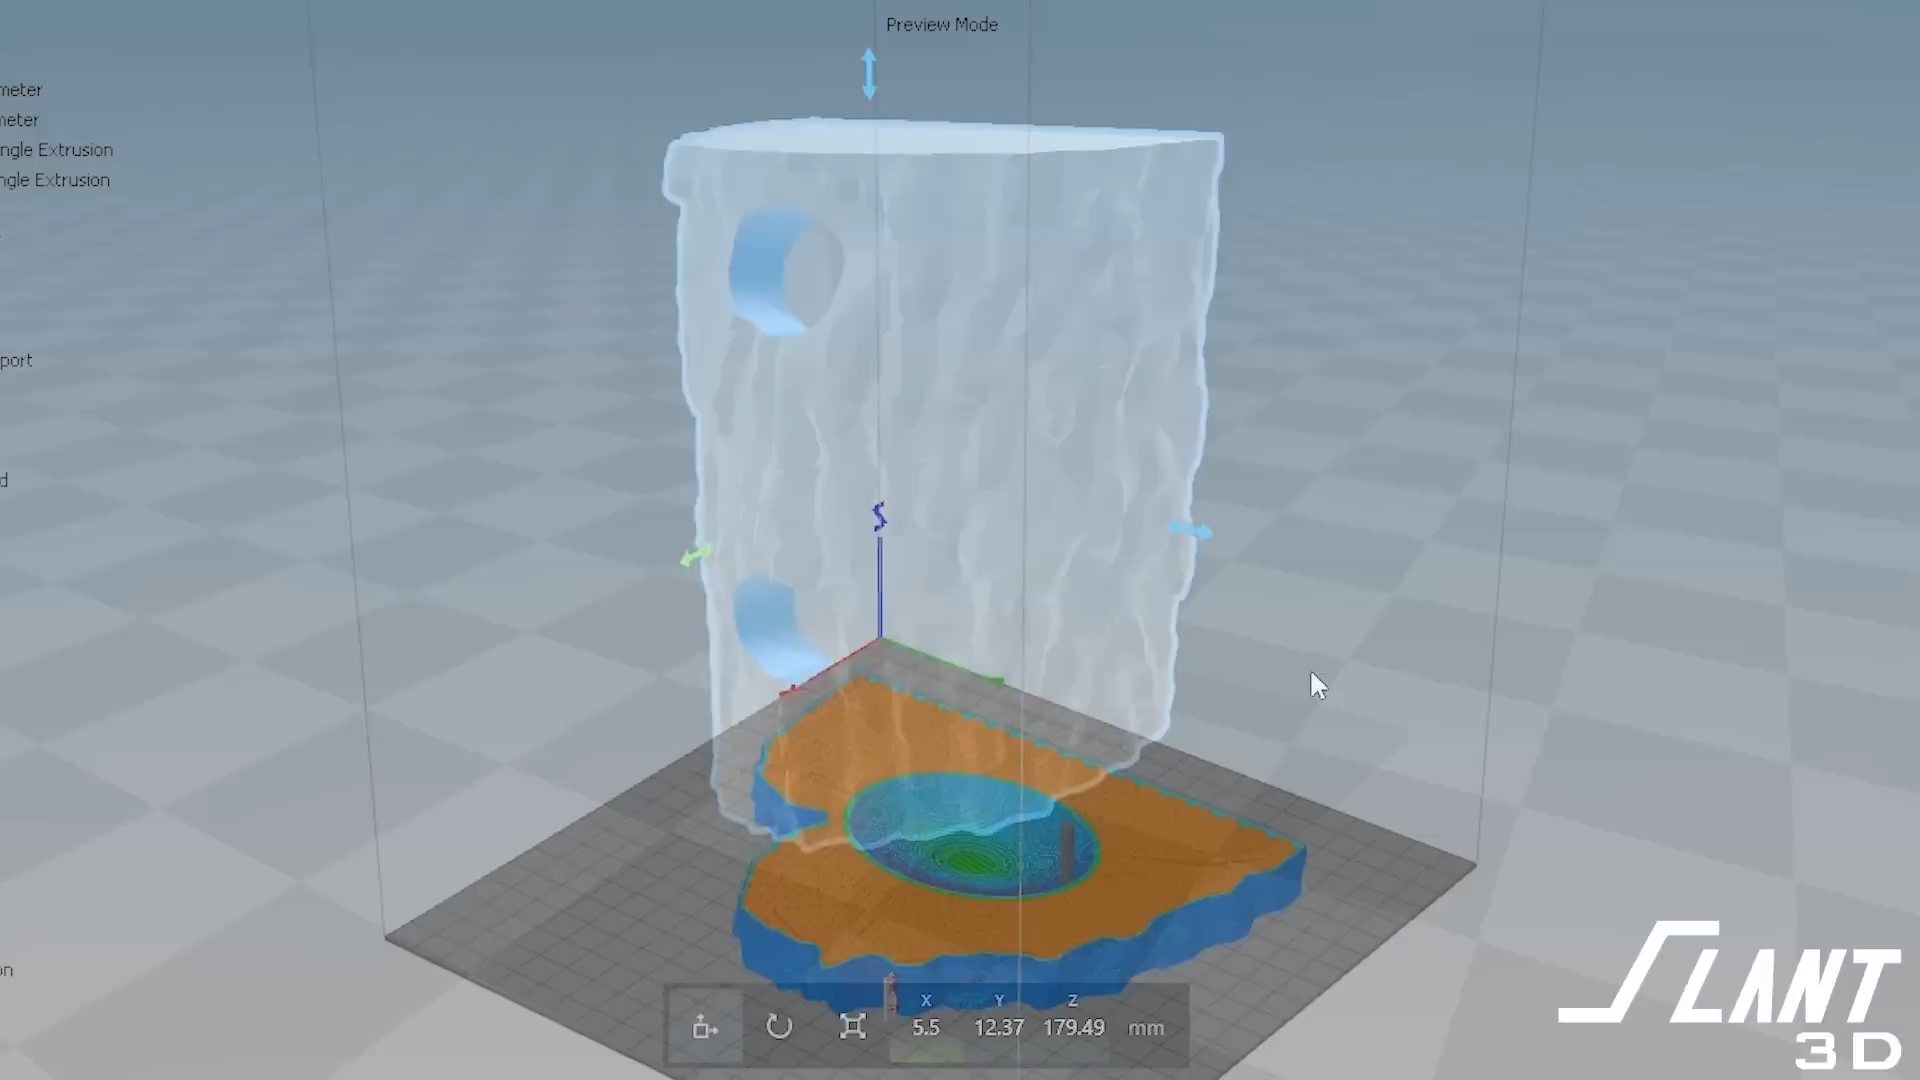 Preview Mode
meter
meter
ngle Extrusion
ngle Extrusion
port
d
on
X Y Z
5.5 12.37 179.49 mm
SLANT
3D